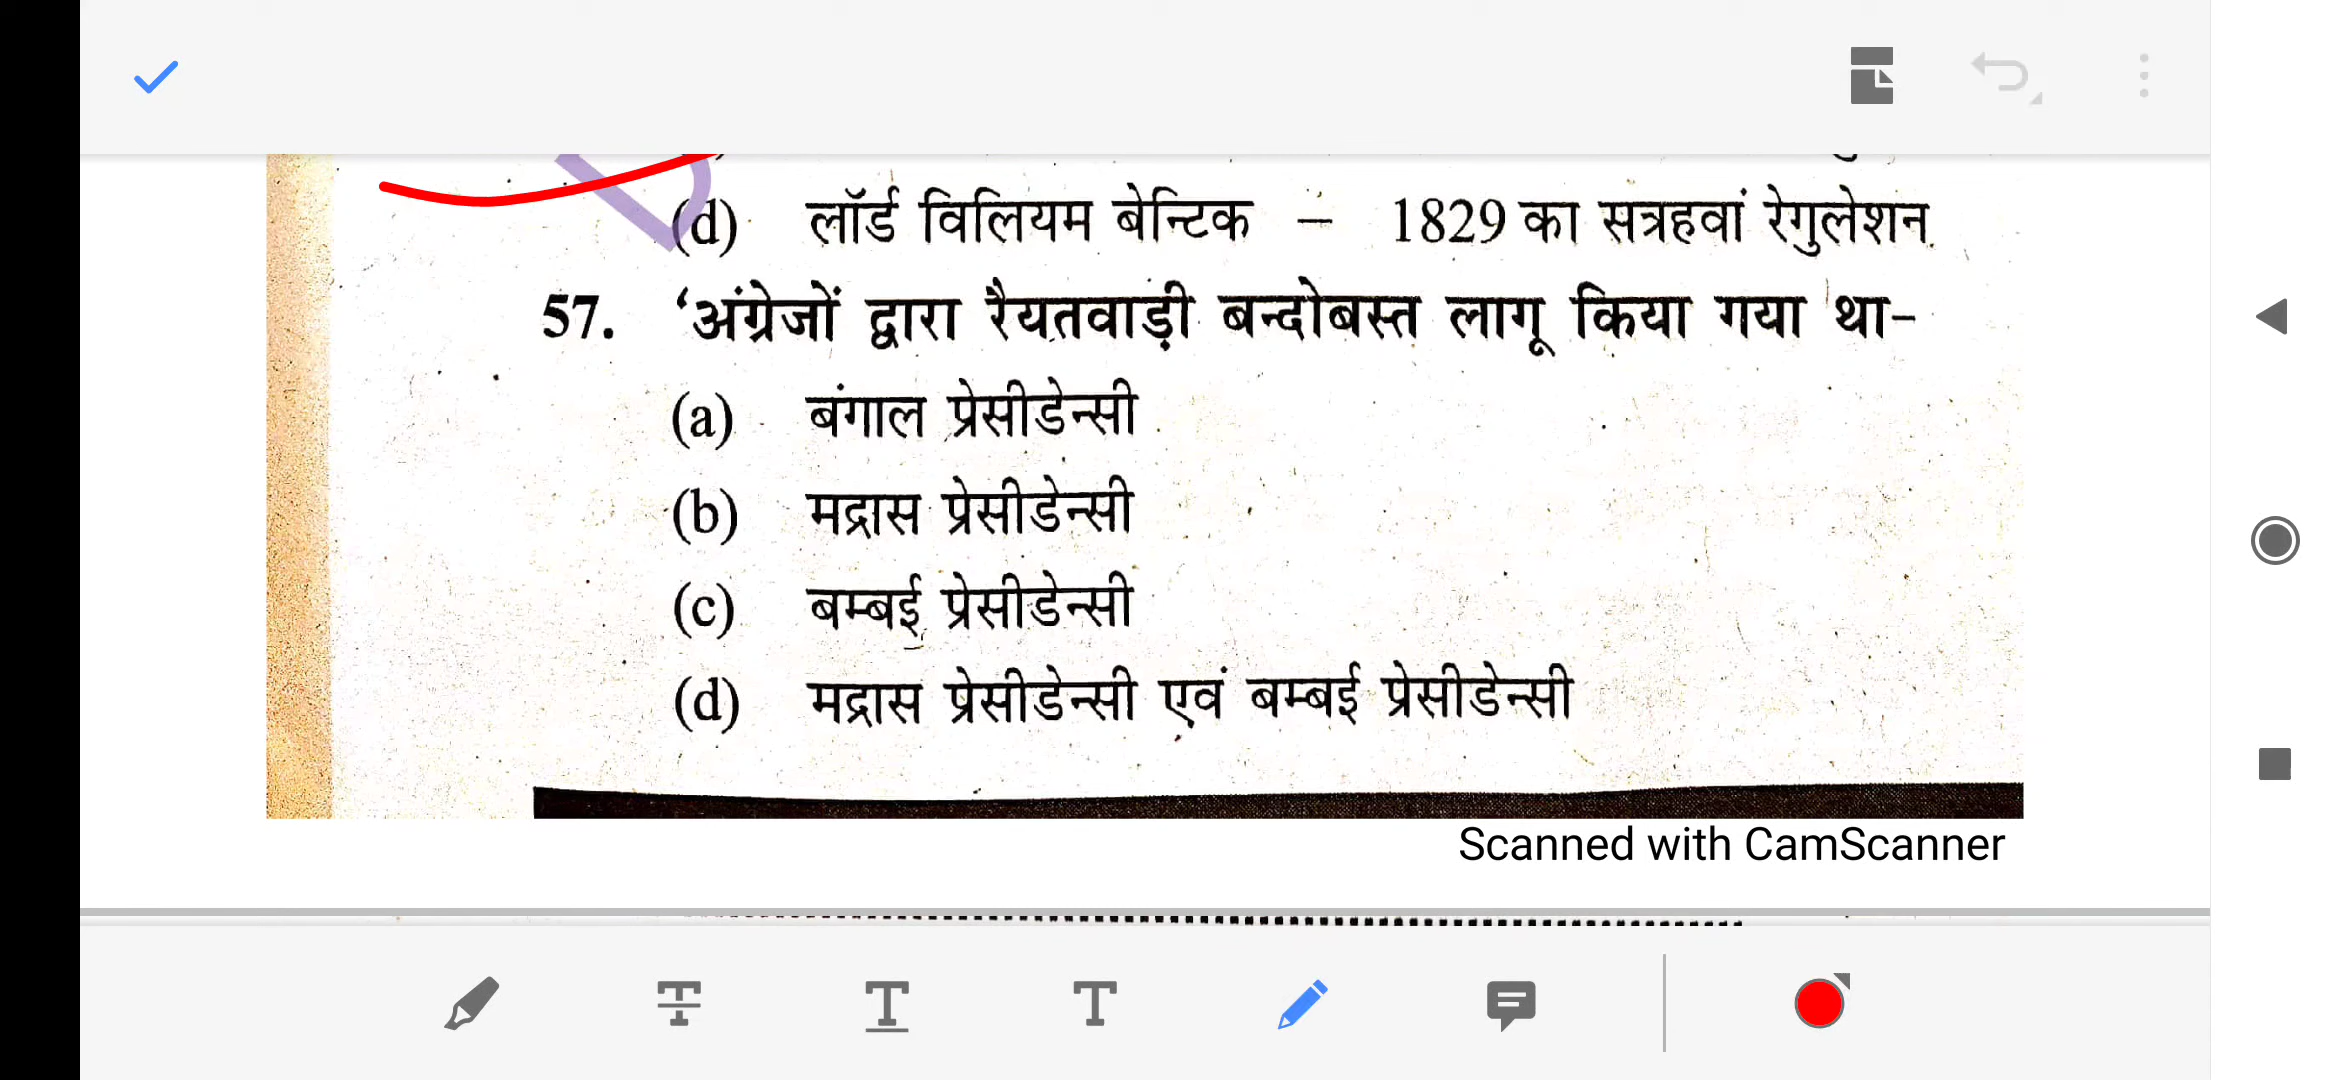 (d) लॉर्ड विलियम बेन्टिक – 1829 का सत्रहवां रेगुलेशन
57. ‘अंग्रेजों द्वारा रैयतवाड़ी बन्दोबस्त लागू किया गया था-
(a) बंगाल प्रेसीडेन्सी
(b) मद्रास प्रेसीडेन्सी
(c) बम्बई प्रेसीडेन्सी
(d) मद्रास प्रेसीडेन्सी एवं बम्बई प्रेसीडेन्सी
Scanned with CamScanner